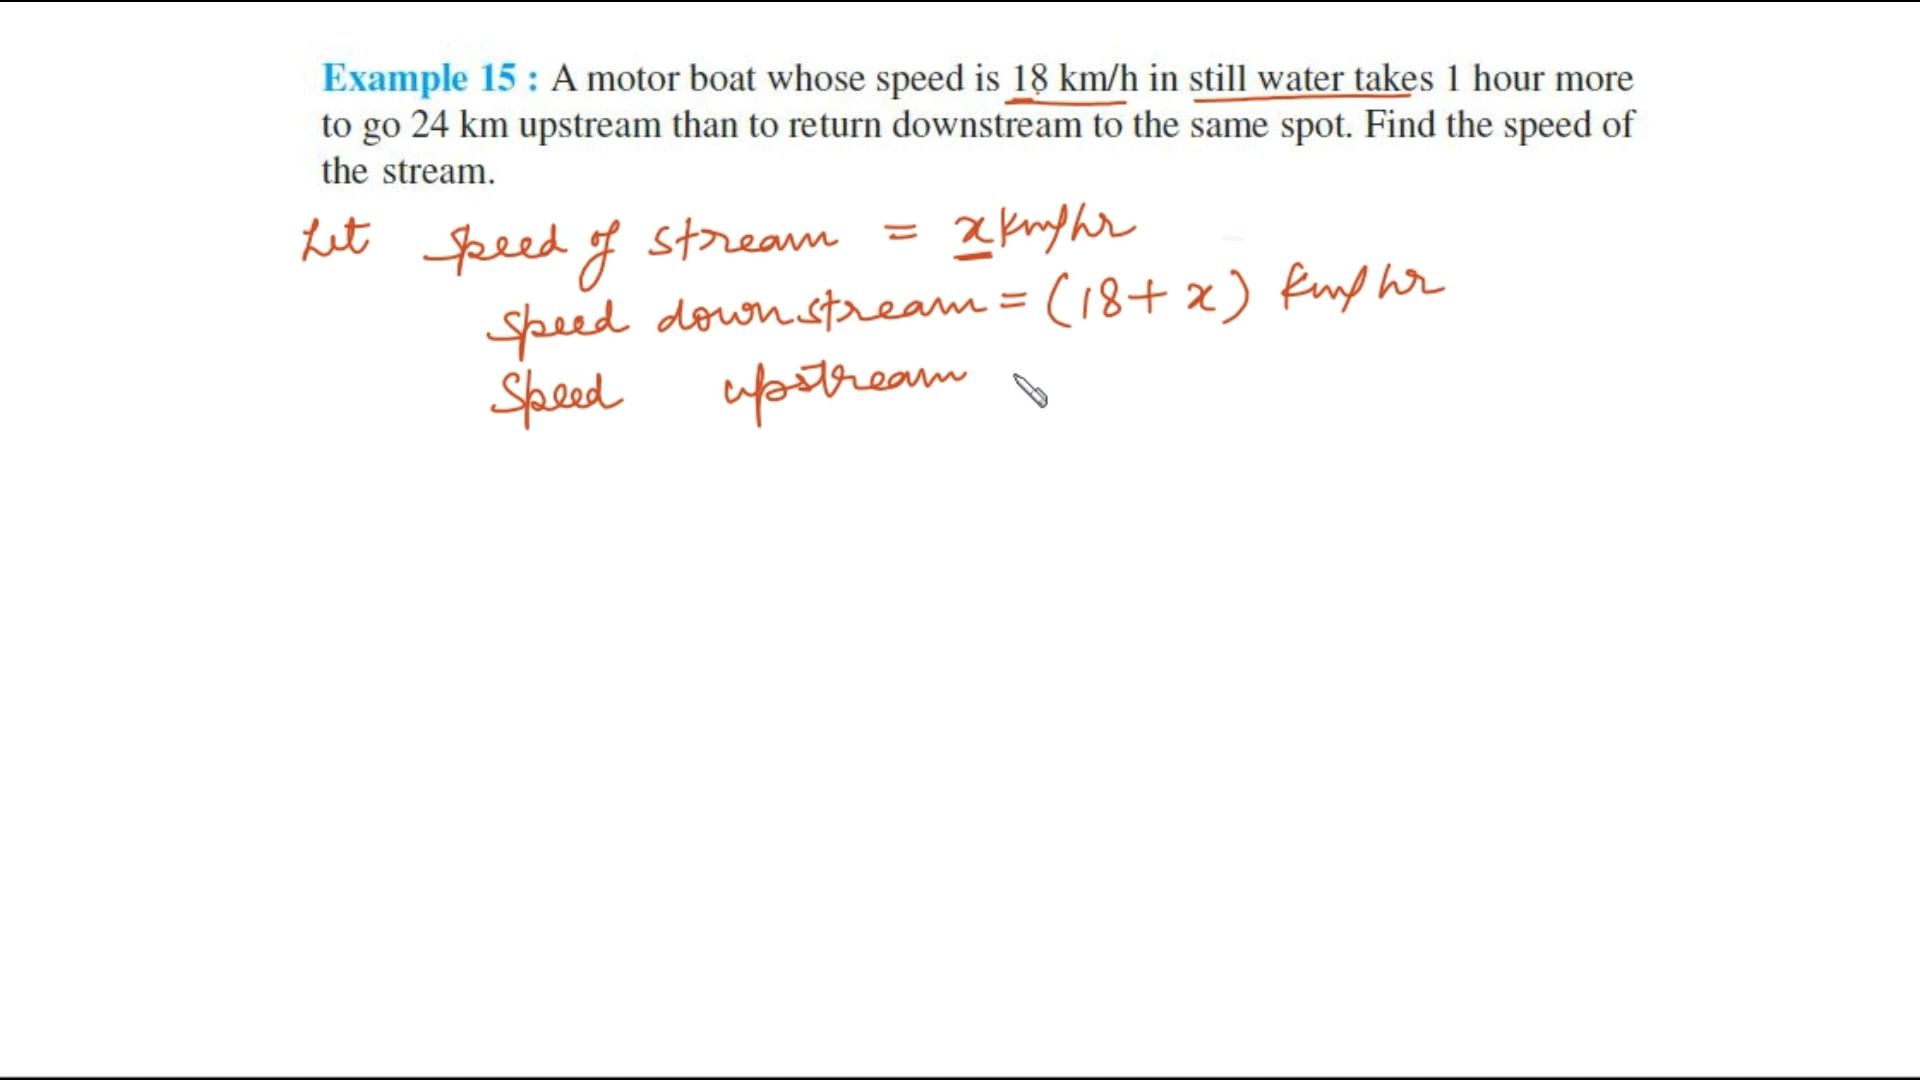 Example 15 : A motor boat whose speed is 18 km/h in still water takes 1 hour more
to go 24 km upstream than to return downstream to the same spot. Find the speed of
the stream.
Let speed of stream = x km/hr
speed downstream = (18 + x) km/hr
Speed upstream